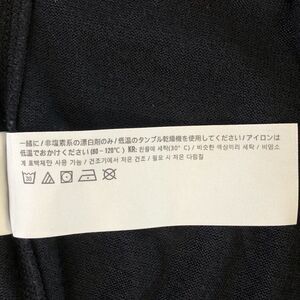 一緒に/非塩素系の漂白剤のみ/低温のタンブル乾燥機を使用してください/アイロンは
低温でおかけください(80-120℃) KR: 찬물에 세탁(30° C) / 비슷한 색상끼리 세탁 / 비염소
계 표백제만 사용 가능 / 건조기에서 저온 건조 / 필요 시 저온 다림질
30